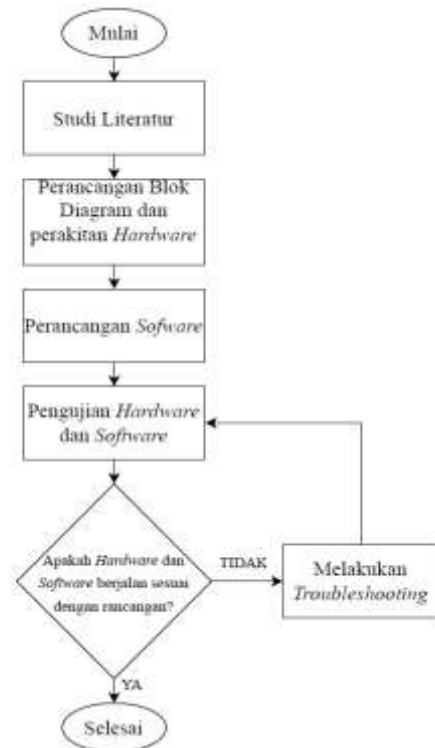 Mulai
Studi Literatur
Perancangan Blok
Diagram dan
perakitan Hardware
Perancangan Sofware
Pengujian Hardware
dan Software
Apakah Hardware dan
Software berjalan sesuai
dengan rancangan?
TIDAK
Melakukan
Troubleshooting
YA
Selesai